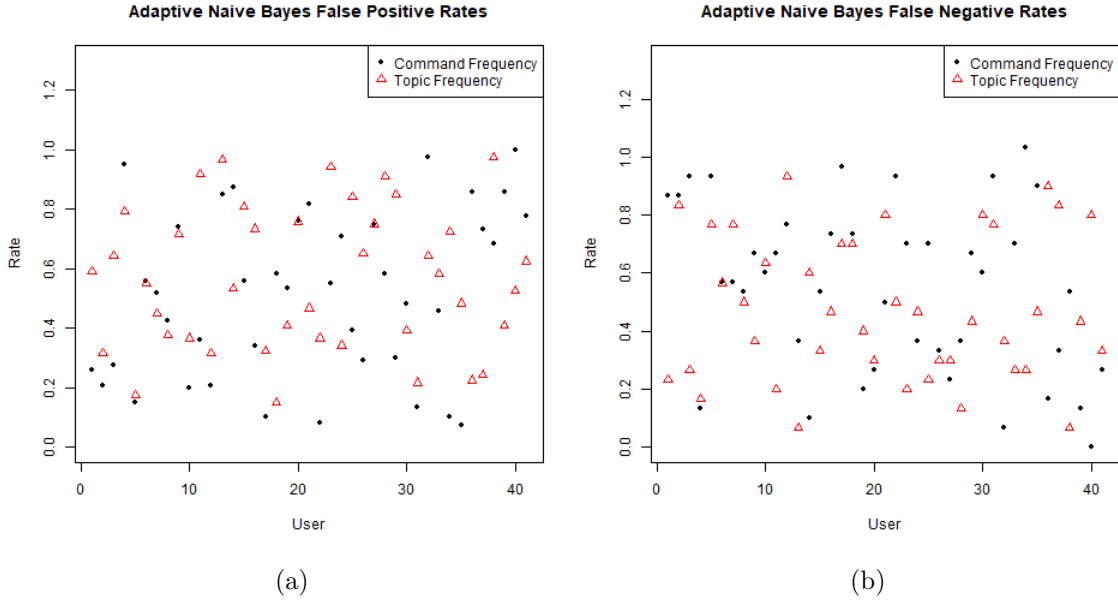 Adaptive Naive Bayes False Positive Rates
Command Frequency
Topic Frequency
1.2
1.0
0.8
0.6
0.4
0.2
0.0
Rate
0 10 20 30 40
User
(a)
Adaptive Naive Bayes False Negative Rates
Command Frequency
Topic Frequency
1.2
1.0
0.8
0.6
0.4
0.2
0.0
Rate
0 10 20 30 40
User
(b)